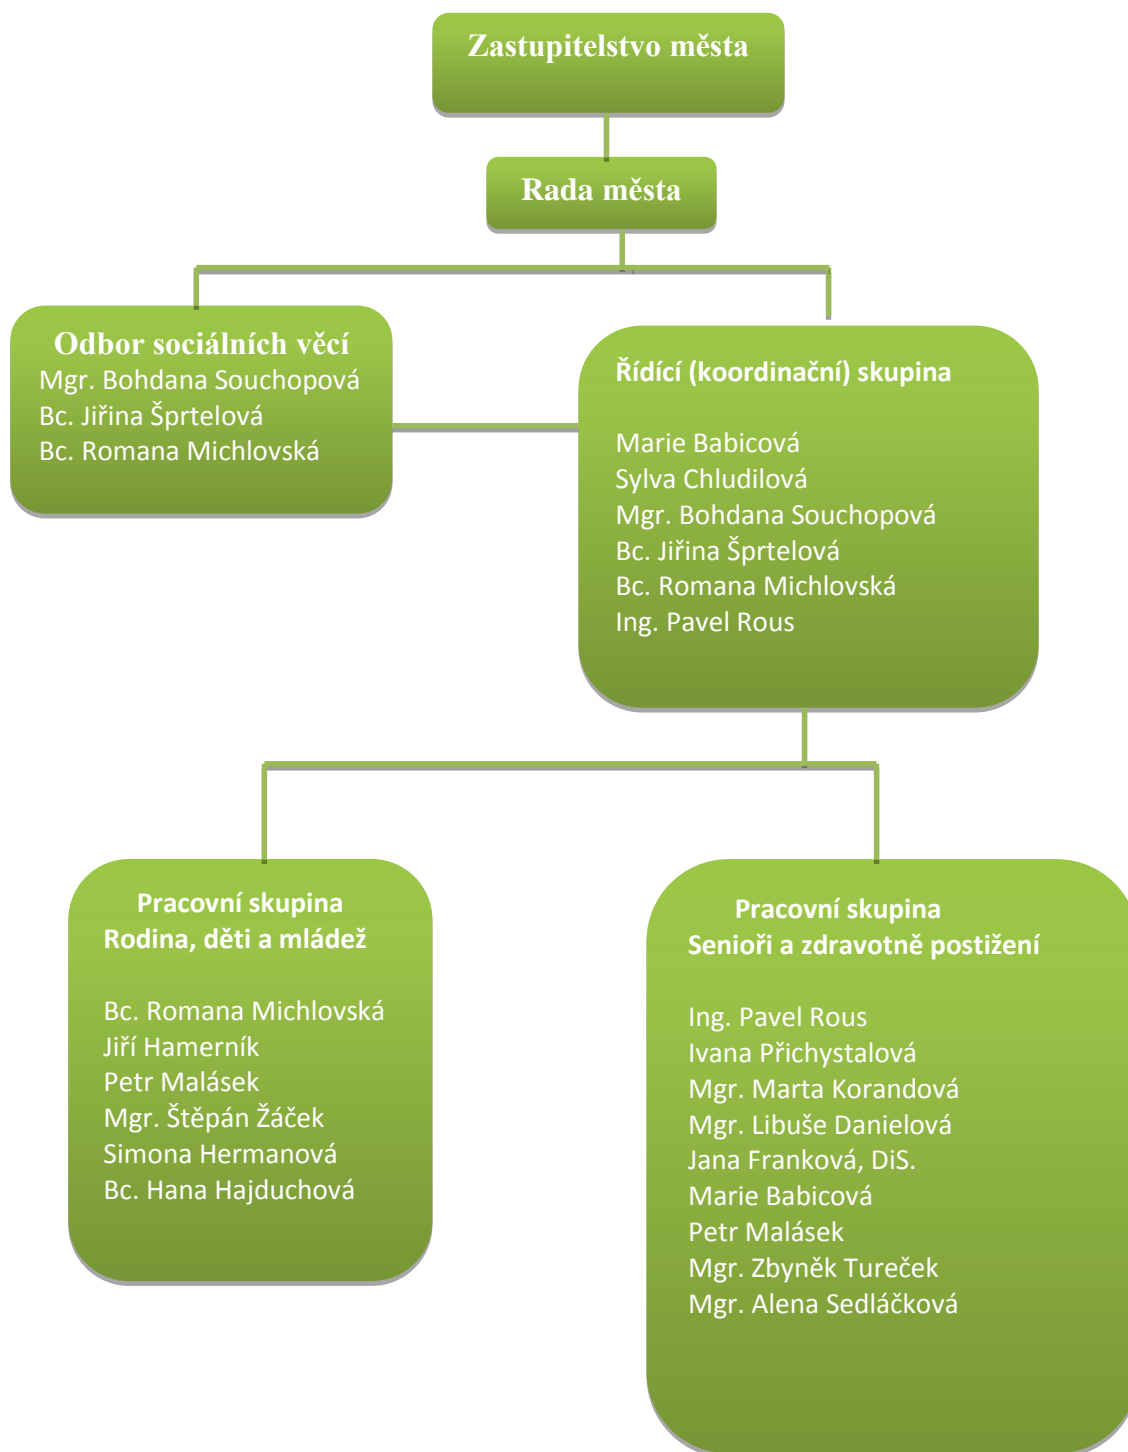 Zastupitelstvo města
Rada města
Odbor sociálních věcí
Mgr. Bohdana Souchopová
Bc. Jiřina Šprtelová
Bc. Romana Michlovská
Řídící (koordinační) skupina
Marie Babicová
Sylva Chludilová
Mgr. Bohdana Souchopová
Bc. Jiřina Šprtelová
Bc. Romana Michlovská
Ing. Pavel Rous
Pracovní skupina
Rodina, děti a mládež
Bc. Romana Michlovská
Jiří Hamerník
Petr Malásek
Mgr. Štěpán Žáček
Simona Hermanová
Bc. Hana Hajduchová
Pracovní skupina
Senioři a zdravotně postižení
Ing. Pavel Rous
Ivana Přichystalová
Mgr. Marta Korandová
Mgr. Libuše Danielová
Jana Franková, DiS.
Marie Babicová
Petr Malásek
Mgr. Zbyněk Tureček
Mgr. Alena Sedláčková